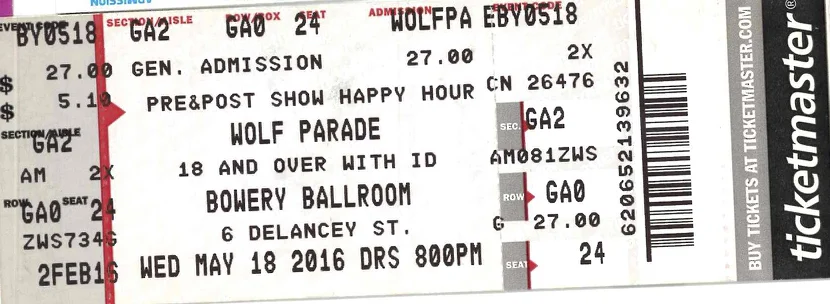 EVENT CODE
BY0518
$ 27.00
$ 5.10
SECTION/AISLE
GA2
AM 2X
ROW SEAT
GA0 24
ZWS734G
2FEB16
SECTION/AISLE ROW/BOX SEAT ADMISSION EVENT CODE
GA2 GA0 24 WOLFPA EBY0518
GEN. ADMISSION 27.00 2X
PRE&POST SHOW HAPPY HOUR CN 26476
WOLF PARADE
18 AND OVER WITH ID
BOWERY BALLROOM
6 DELANCEY ST.
WED MAY 18 2016 DRS 800PM
SEC. GA2
AM081ZWS
ROW GA0
G 27.00
SEAT 24
6206521139632
BUY TICKETS AT TICKETMASTER.COM
ticketmaster®